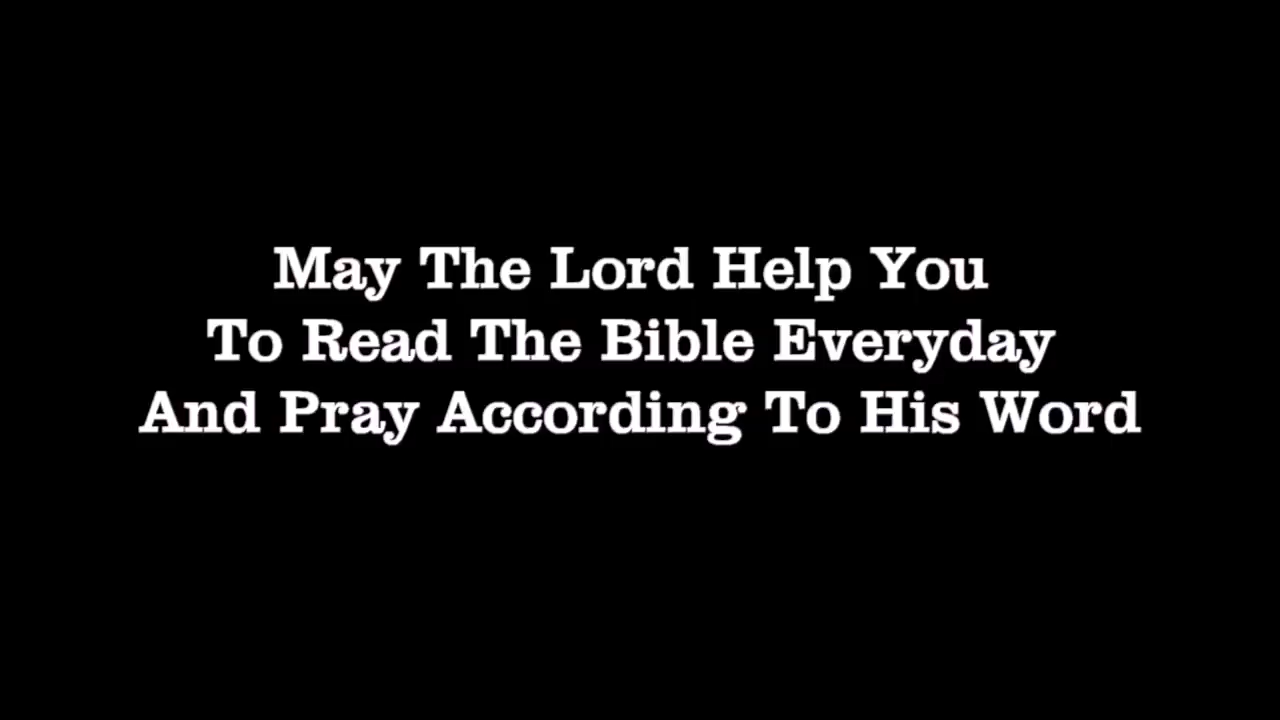 May The Lord Help You
To Read The Bible Everyday
And Pray According To His Word